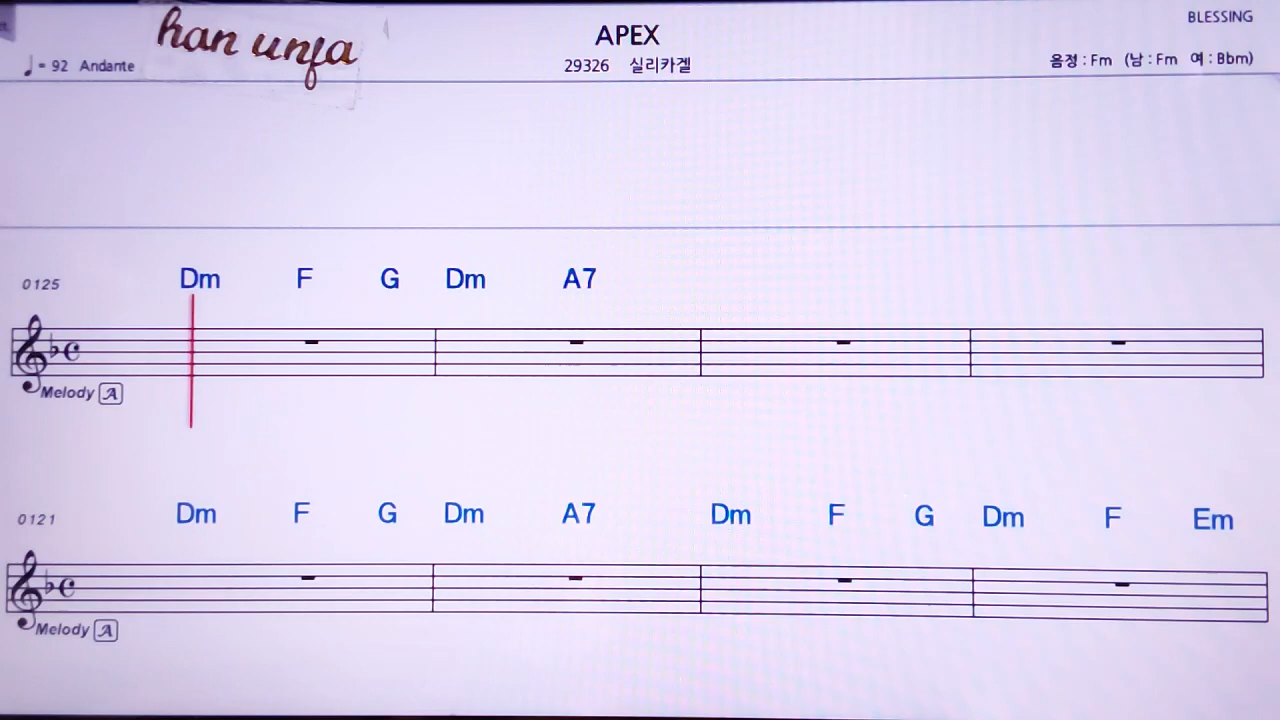 han unfa
APEX
BLESSING
♩= 92 Andante
29326 실리카겔
음정 : Fm (남 : Fm 여 : Bbm)
0125 Dm F G Dm A7
Melody A
0121 Dm F G Dm A7 Dm F G Dm F Em
Melody A